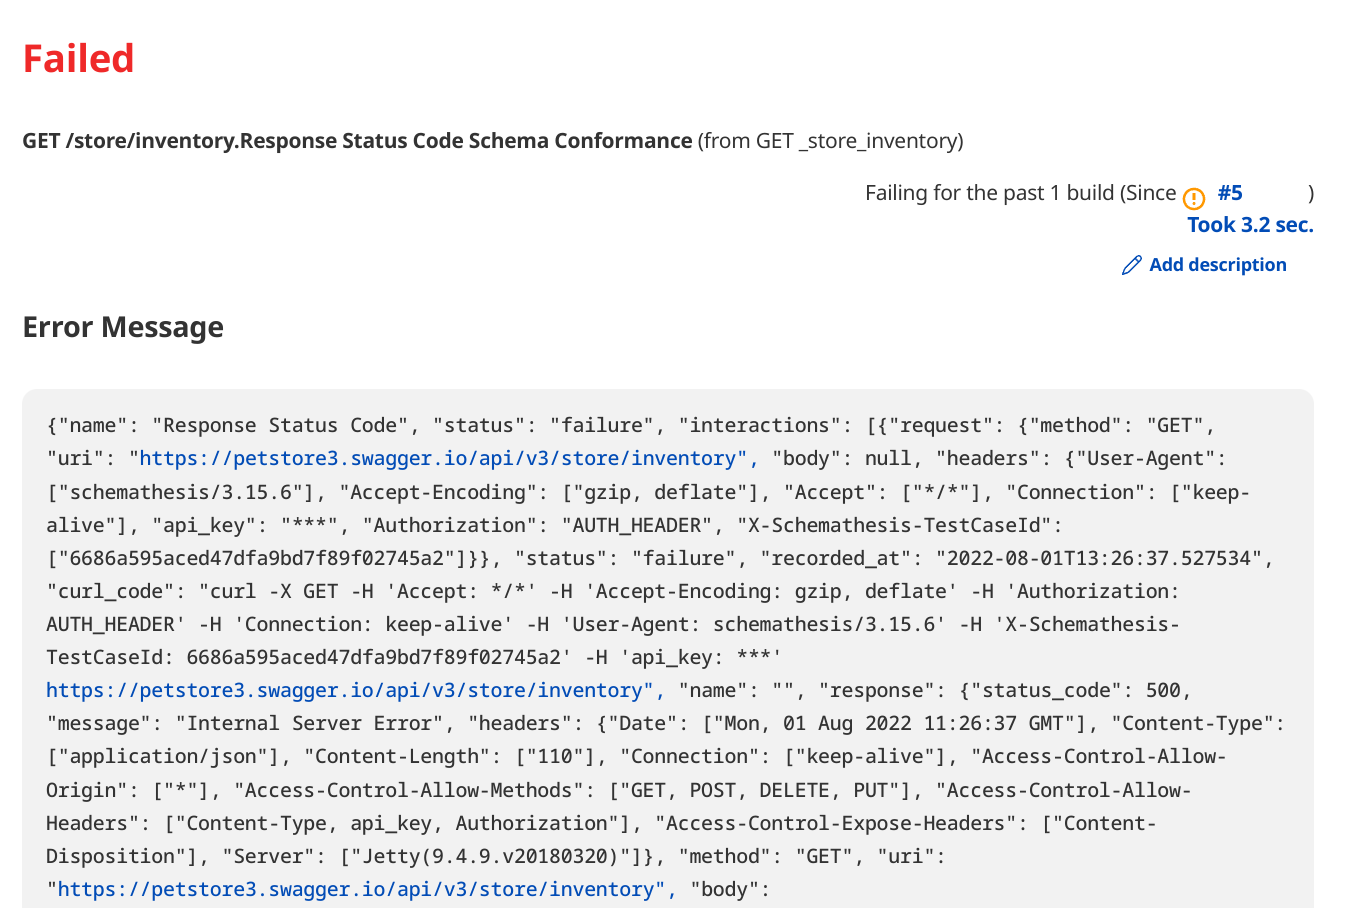 Failed
GET /store/inventory.Response Status Code Schema Conformance (from GET _store_inventory)
Failing for the past 1 build (Since #5 )
Took 3.2 sec.
Add description
Error Message
{"name": "Response Status Code", "status": "failure", "interactions": [{"request": {"method": "GET",
"uri": "https://petstore3.swagger.io/api/v3/store/inventory", "body": null, "headers": {"User-Agent":
["schemathesis/3.15.6"], "Accept-Encoding": ["gzip, deflate"], "Accept": ["*/*"], "Connection": ["keep-
alive"], "api_key": "***", "Authorization": "AUTH_HEADER", "X-Schemathesis-TestCaseId":
["6686a595aced47dfa9bd7f89f02745a2"]}}, "status": "failure", "recorded_at": "2022-08-01T13:26:37.527534",
"curl_code": "curl -X GET -H 'Accept: */*' -H 'Accept-Encoding: gzip, deflate' -H 'Authorization:
AUTH_HEADER' -H 'Connection: keep-alive' -H 'User-Agent: schemathesis/3.15.6' -H 'X-Schemathesis-
TestCaseId: 6686a595aced47dfa9bd7f89f02745a2' -H 'api_key: ***'
https://petstore3.swagger.io/api/v3/store/inventory", "name": "", "response": {"status_code": 500,
"message": "Internal Server Error", "headers": {"Date": ["Mon, 01 Aug 2022 11:26:37 GMT"], "Content-Type":
["application/json"], "Content-Length": ["110"], "Connection": ["keep-alive"], "Access-Control-Allow-
Origin": ["*"], "Access-Control-Allow-Methods": ["GET, POST, DELETE, PUT"], "Access-Control-Allow-
Headers": ["Content-Type, api_key, Authorization"], "Access-Control-Expose-Headers": ["Content-
Disposition"], "Server": ["Jetty(9.4.9.v20180320)"]}, "method": "GET", "uri":
"https://petstore3.swagger.io/api/v3/store/inventory", "body":